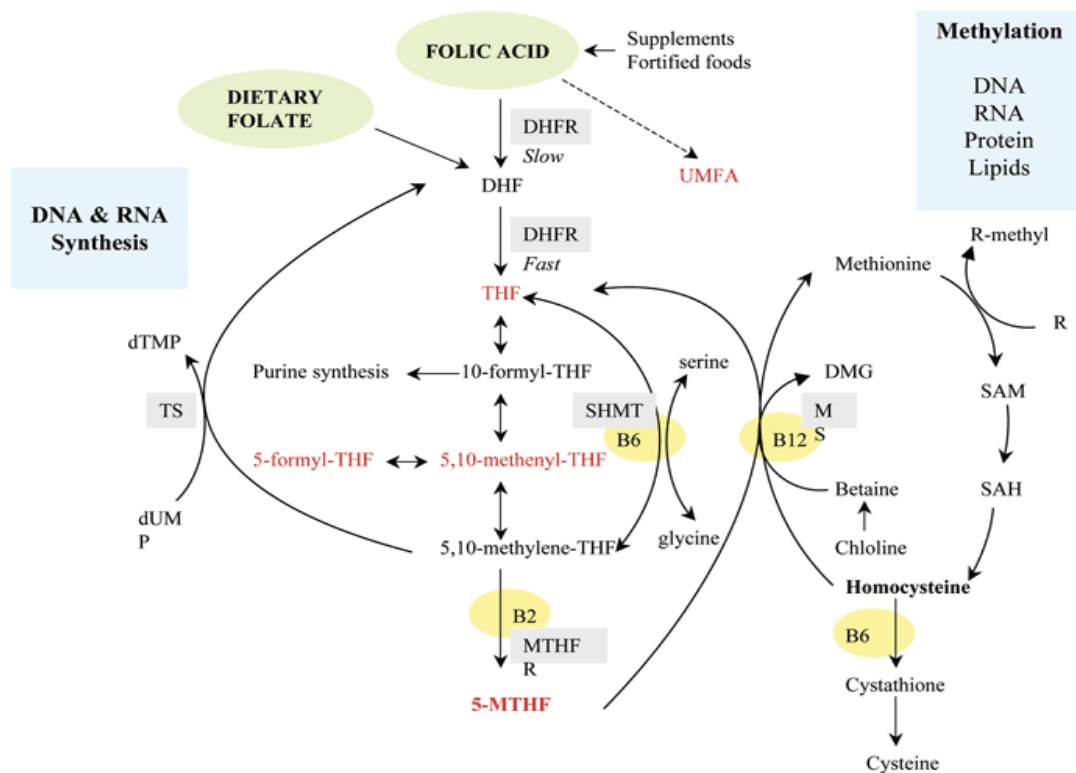 FOLIC ACID
Supplements
Fortified foods
Methylation
DNA
RNA
Protein
Lipids
DIETARY
FOLATE
DHFR
Slow
UMFA
DHF
DNA & RNA
Synthesis
DHFR
Fast
THF
R-methyl
Methionine
R
dTMP
Purine synthesis
10-formyl-THF
serine
DMG
SAM
TS
SHMT
B6
B12
M
S
5-formyl-THF
5,10-methenyl-THF
Betaine
SAH
dUM
P
5,10-methylene-THF
glycine
Chloline
Homocysteine
B2
MTHF
R
B6
5-MTHF
Cystathione
Cysteine